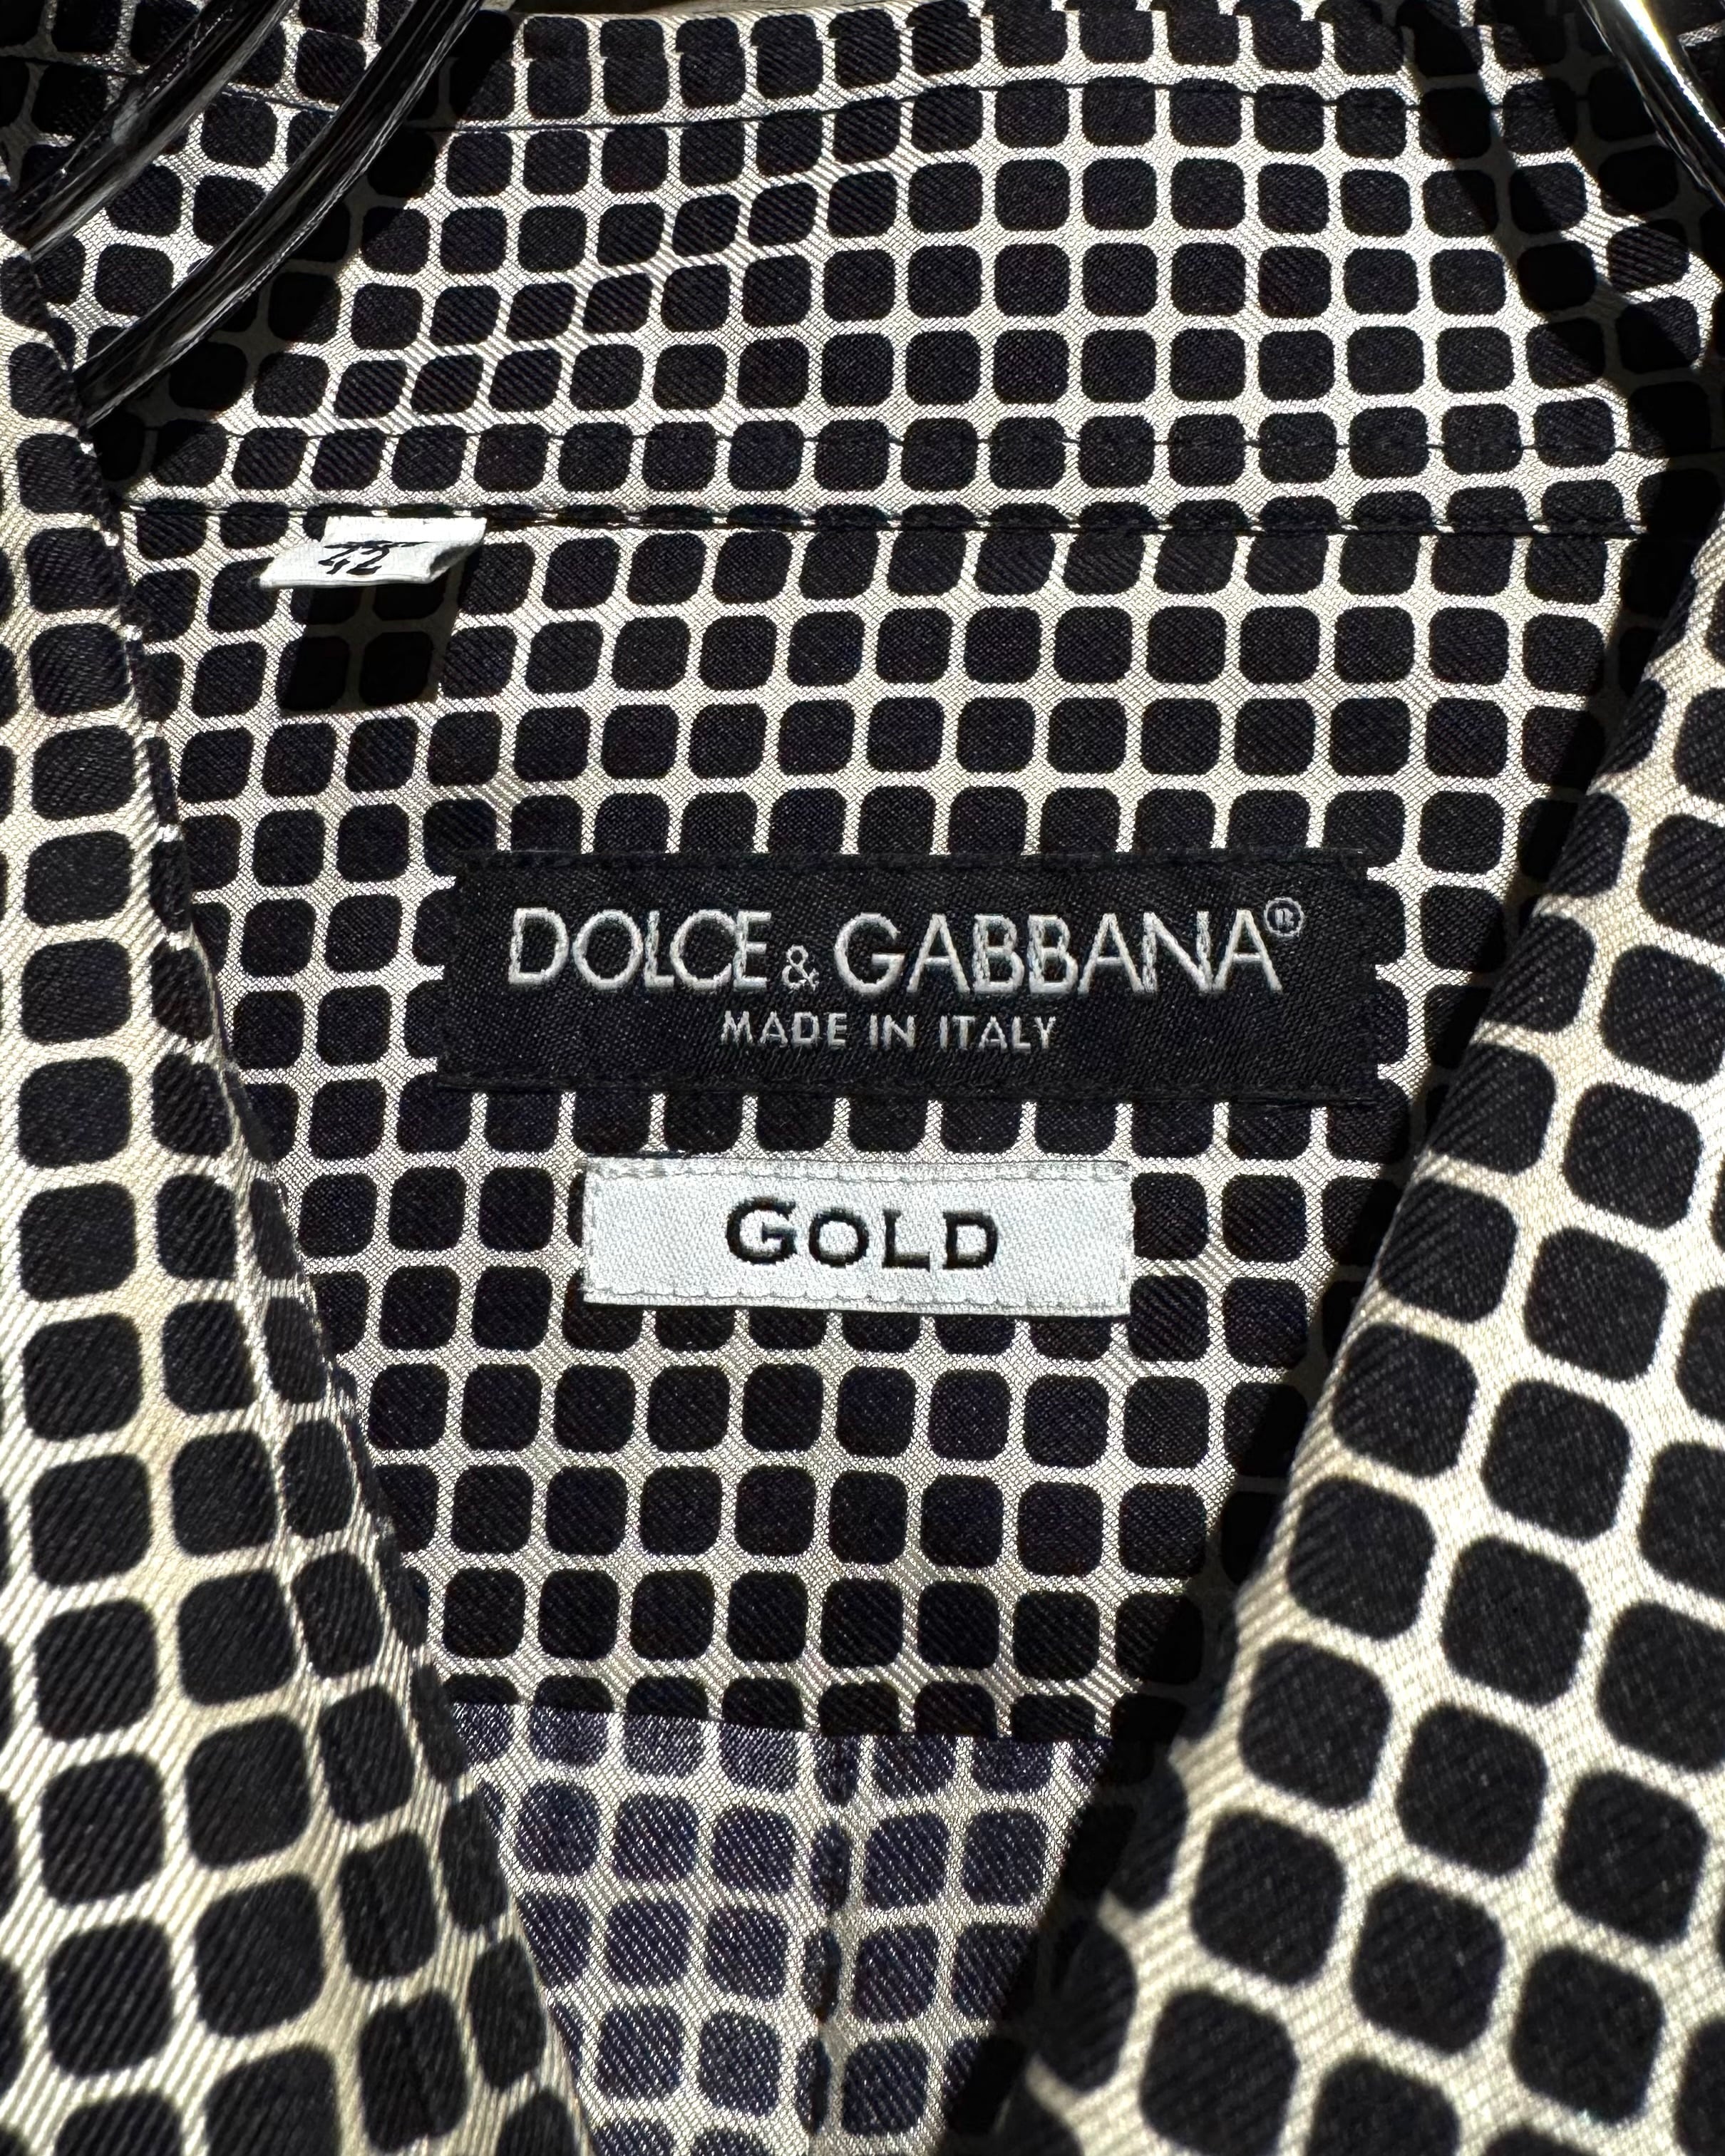 42
DOLCE & GABBANA®
MADE IN ITALY
GOLD